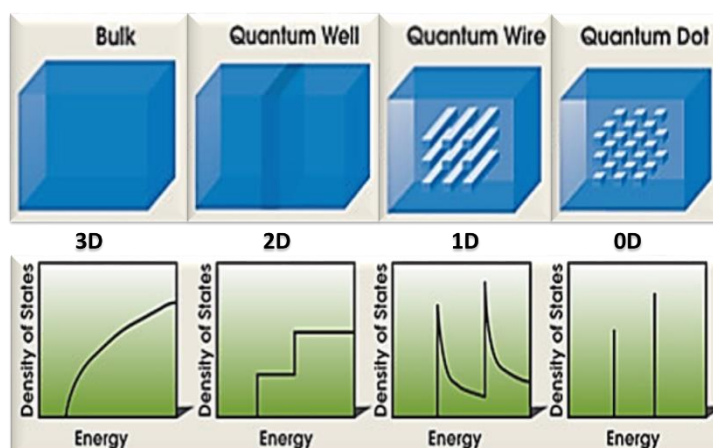 Bulk
Quantum Well
Quantum Wire
Quantum Dot
3D
2D
1D
0D
Density of States
Energy
Density of States
Energy
Density of States
Energy
Density of States
Energy